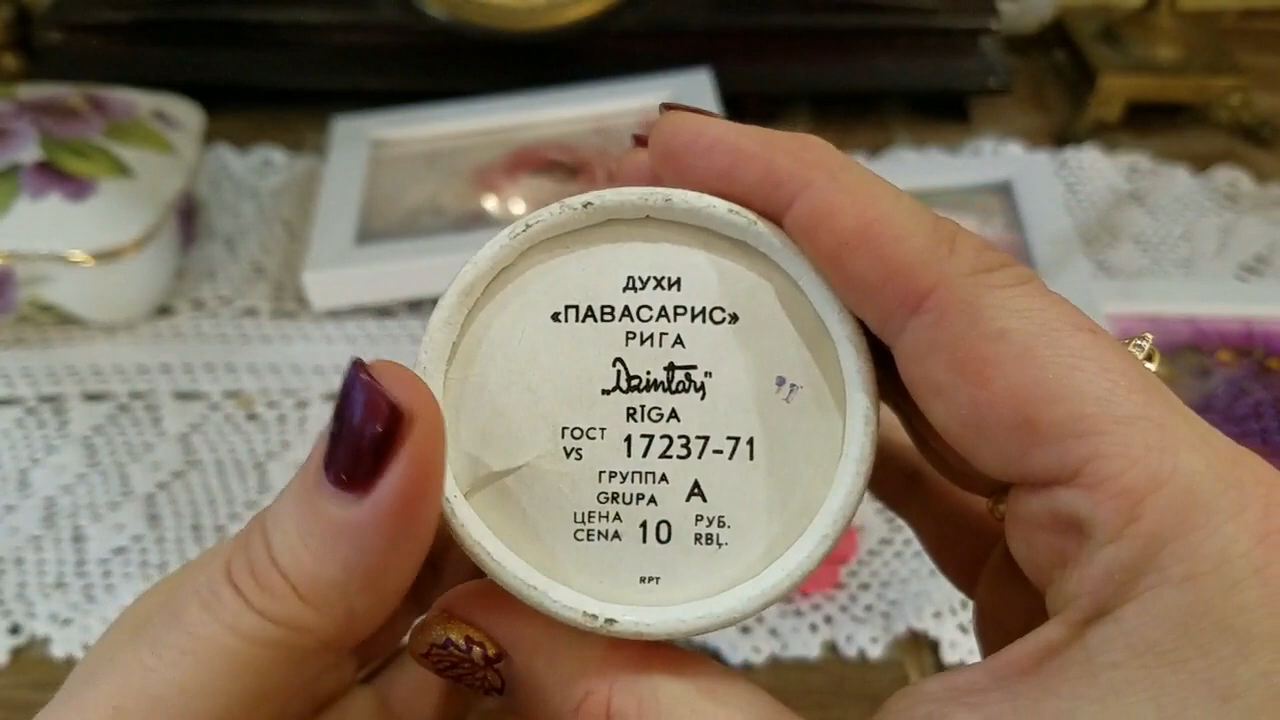 ДУХИ
«ПАВАСАРИС»
РИГА
„Dzintars"
RĪGA
ГОСТ
VS 17237-71
ГРУППА
GRUPA A
ЦЕНА 10 РУБ.
CENA RBĻ.
RPT